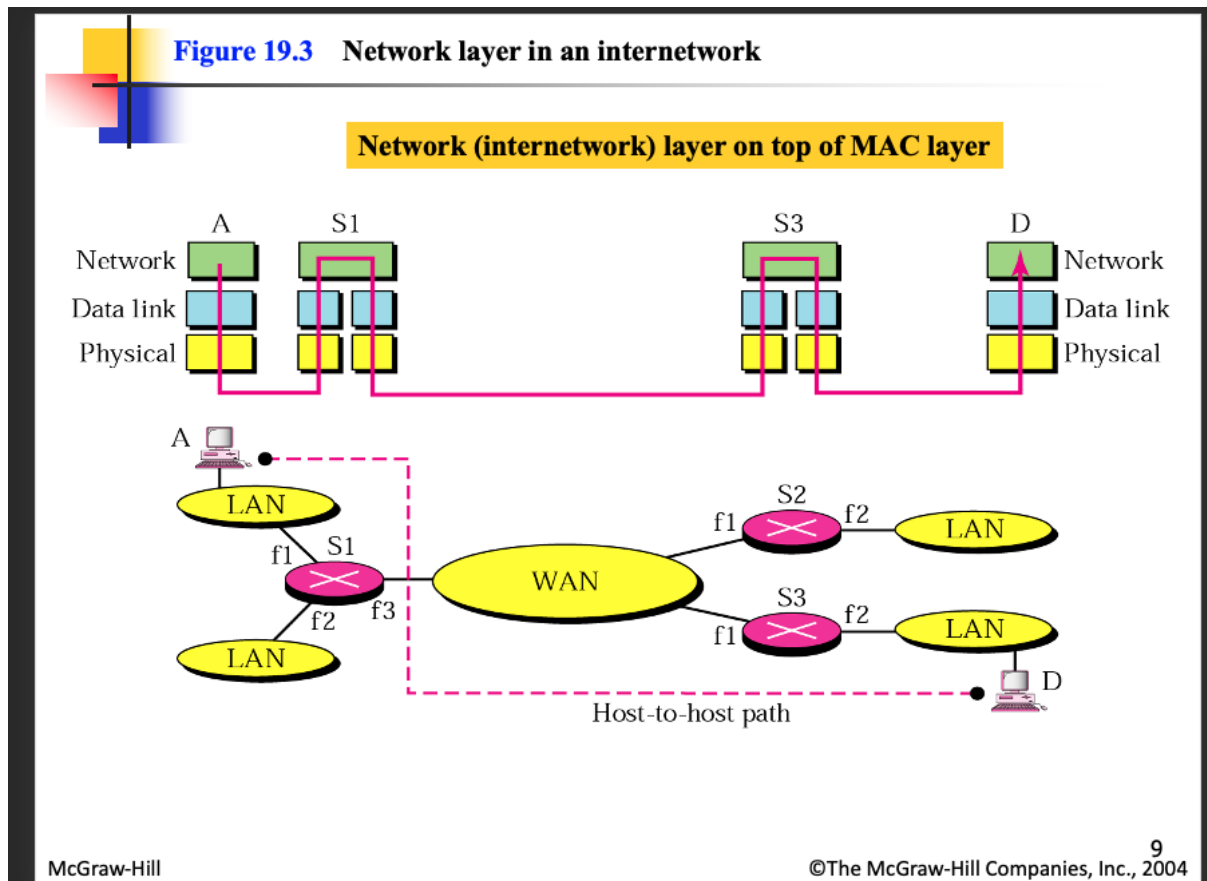 Figure 19.3 Network layer in an internetwork
Network (internetwork) layer on top of MAC layer
A S1 S3 D
Network Network
Data link Data link
Physical Physical
A
LAN S2
f1 f2 LAN
f1 S1
WAN
f3 S3
f2 f1 f2 LAN
LAN
D
Host-to-host path
9
McGraw-Hill ©The McGraw-Hill Companies, Inc., 2004